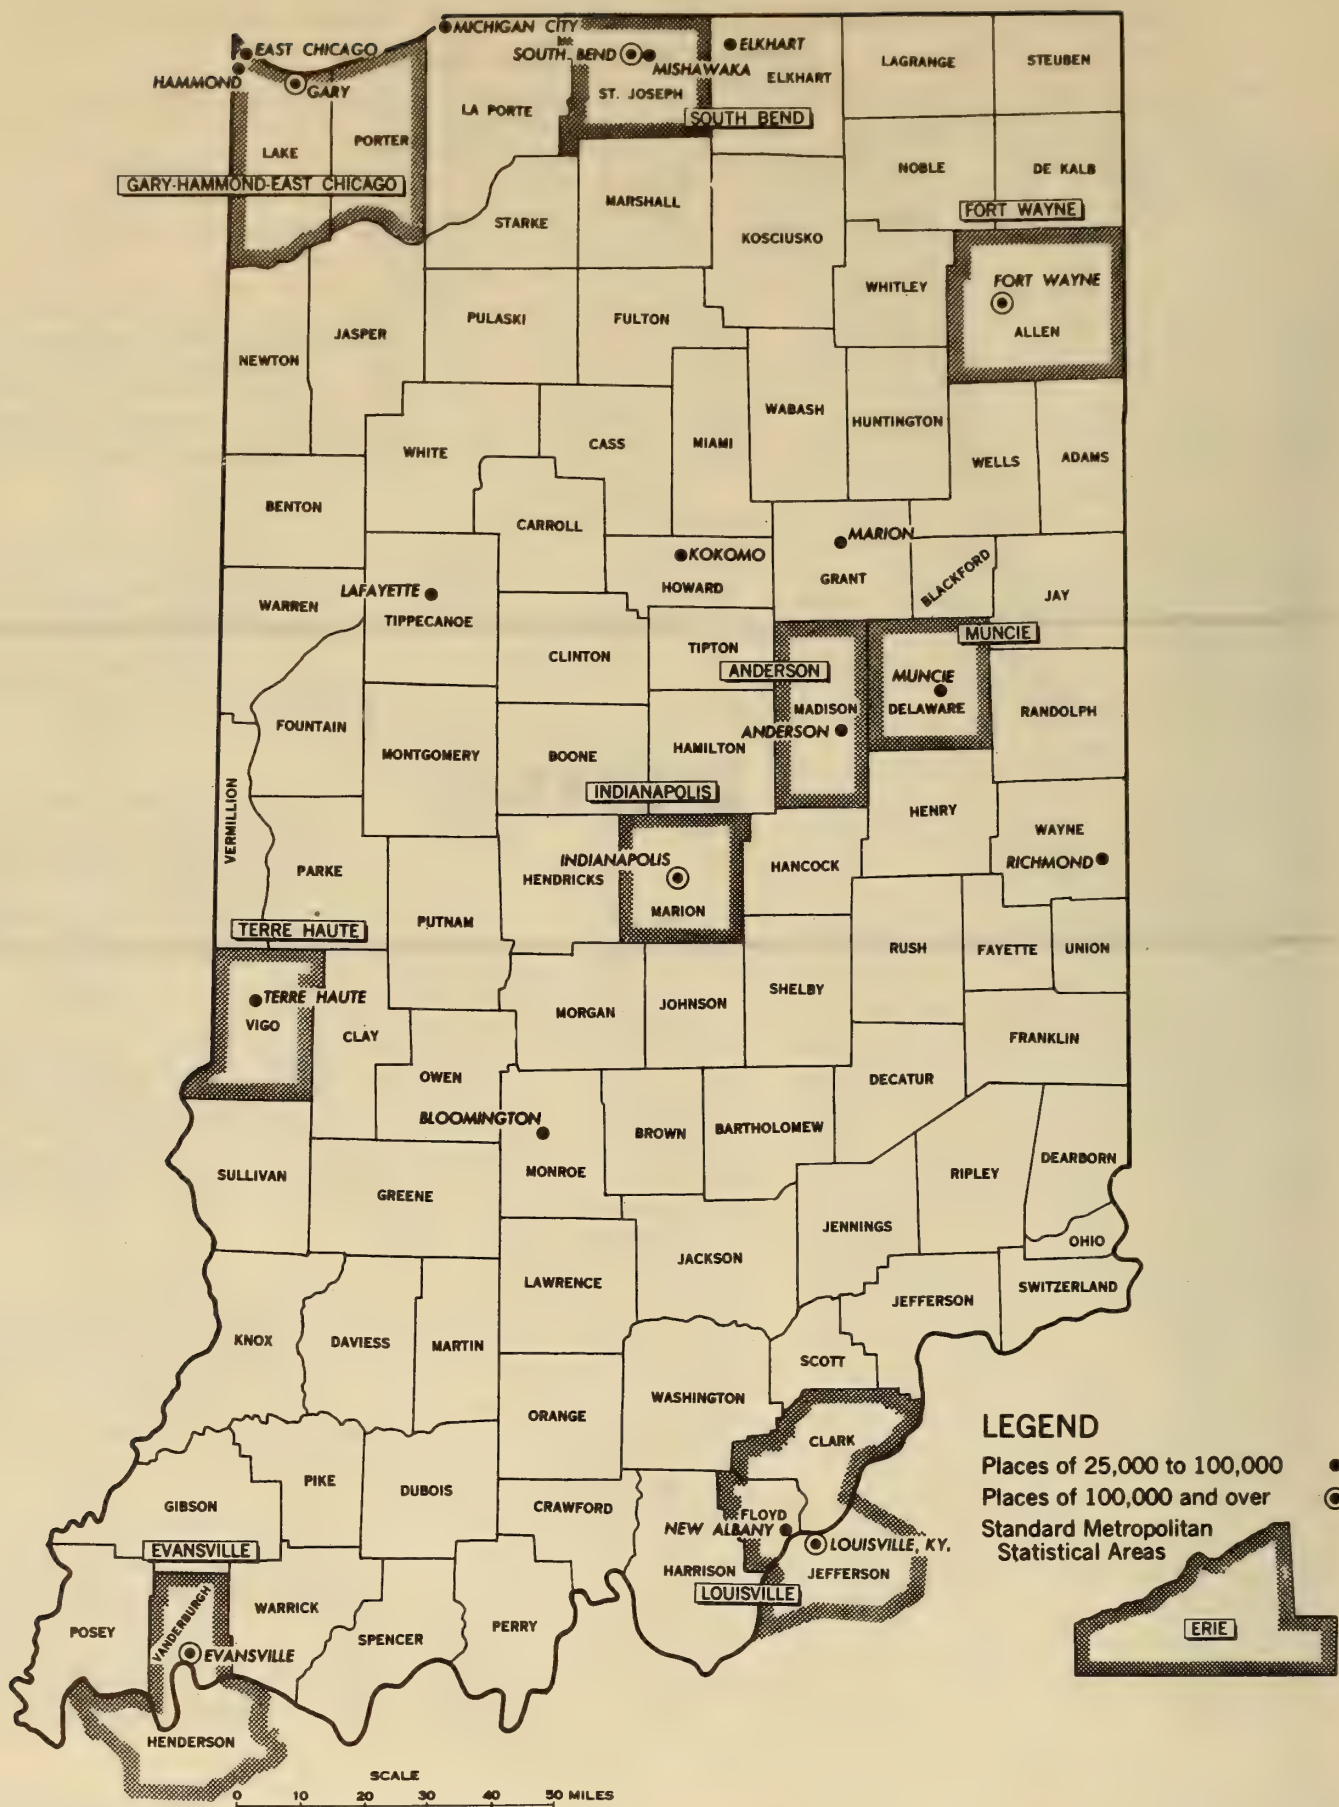 MICHIGAN CITY
EAST CHICAGO
SOUTH BEND
MISHAWAKA
ELKHART
HAMMOND
GARY
ELKHART
LAGRANGE
STEUBEN
LA PORTE
ST. JOSEPH
SOUTH BEND
LAKE
PORTER
GARY-HAMMOND-EAST CHICAGO
NOBLE
DE KALB
STARKE
MARSHALL
FORT WAYNE
KOSCIUSKO
WHITLEY
FORT WAYNE
ALLEN
NEWTON
JASPER
PULASKI
FULTON
WHITE
CASS
MIAMI
WABASH
HUNTINGTON
WELLS
ADAMS
BENTON
CARROLL
KOKOMO
HOWARD
MARION
GRANT
BLACKFORD
JAY
WARREN
LAFAYETTE
TIPPECANOE
CLINTON
TIPTON
ANDERSON
MUNCIE
MUNCIE
DELAWARE
MADISON
ANDERSON
RANDOLPH
FOUNTAIN
MONTGOMERY
BOONE
HAMILTON
INDIANAPOLIS
VERMILLION
HENRY
WAYNE
RICHMOND
PARKE
PUTNAM
HENDRICKS
INDIANAPOLIS
MARION
HANCOCK
TERRE HAUTE
RUSH
FAYETTE
UNION
TERRE HAUTE
VIGO
CLAY
MORGAN
JOHNSON
SHELBY
FRANKLIN
OWEN
DECATUR
BLOOMINGTON
MONROE
BROWN
BARTHOLOMEW
DEARBORN
RIPLEY
SULLIVAN
GREENE
JENNINGS
OHIO
JACKSON
LAWRENCE
JEFFERSON
SWITZERLAND
KNOX
DAVIESS
MARTIN
SCOTT
WASHINGTON
ORANGE
CLARK
PIKE
DUBOIS
GIBSON
CRAWFORD
FLOYD
NEW ALBANY
LOUISVILLE, KY.
HARRISON
JEFFERSON
LOUISVILLE
EVANSVILLE
VANDERBURGH
WARRICK
POSEY
SPENCER
PERRY
EVANSVILLE
HENDERSON
LEGEND
Places of 25,000 to 100,000
Places of 100,000 and over
Standard Metropolitan
Statistical Areas
ERIE
SCALE
0 10 20 30 40 50 MILES